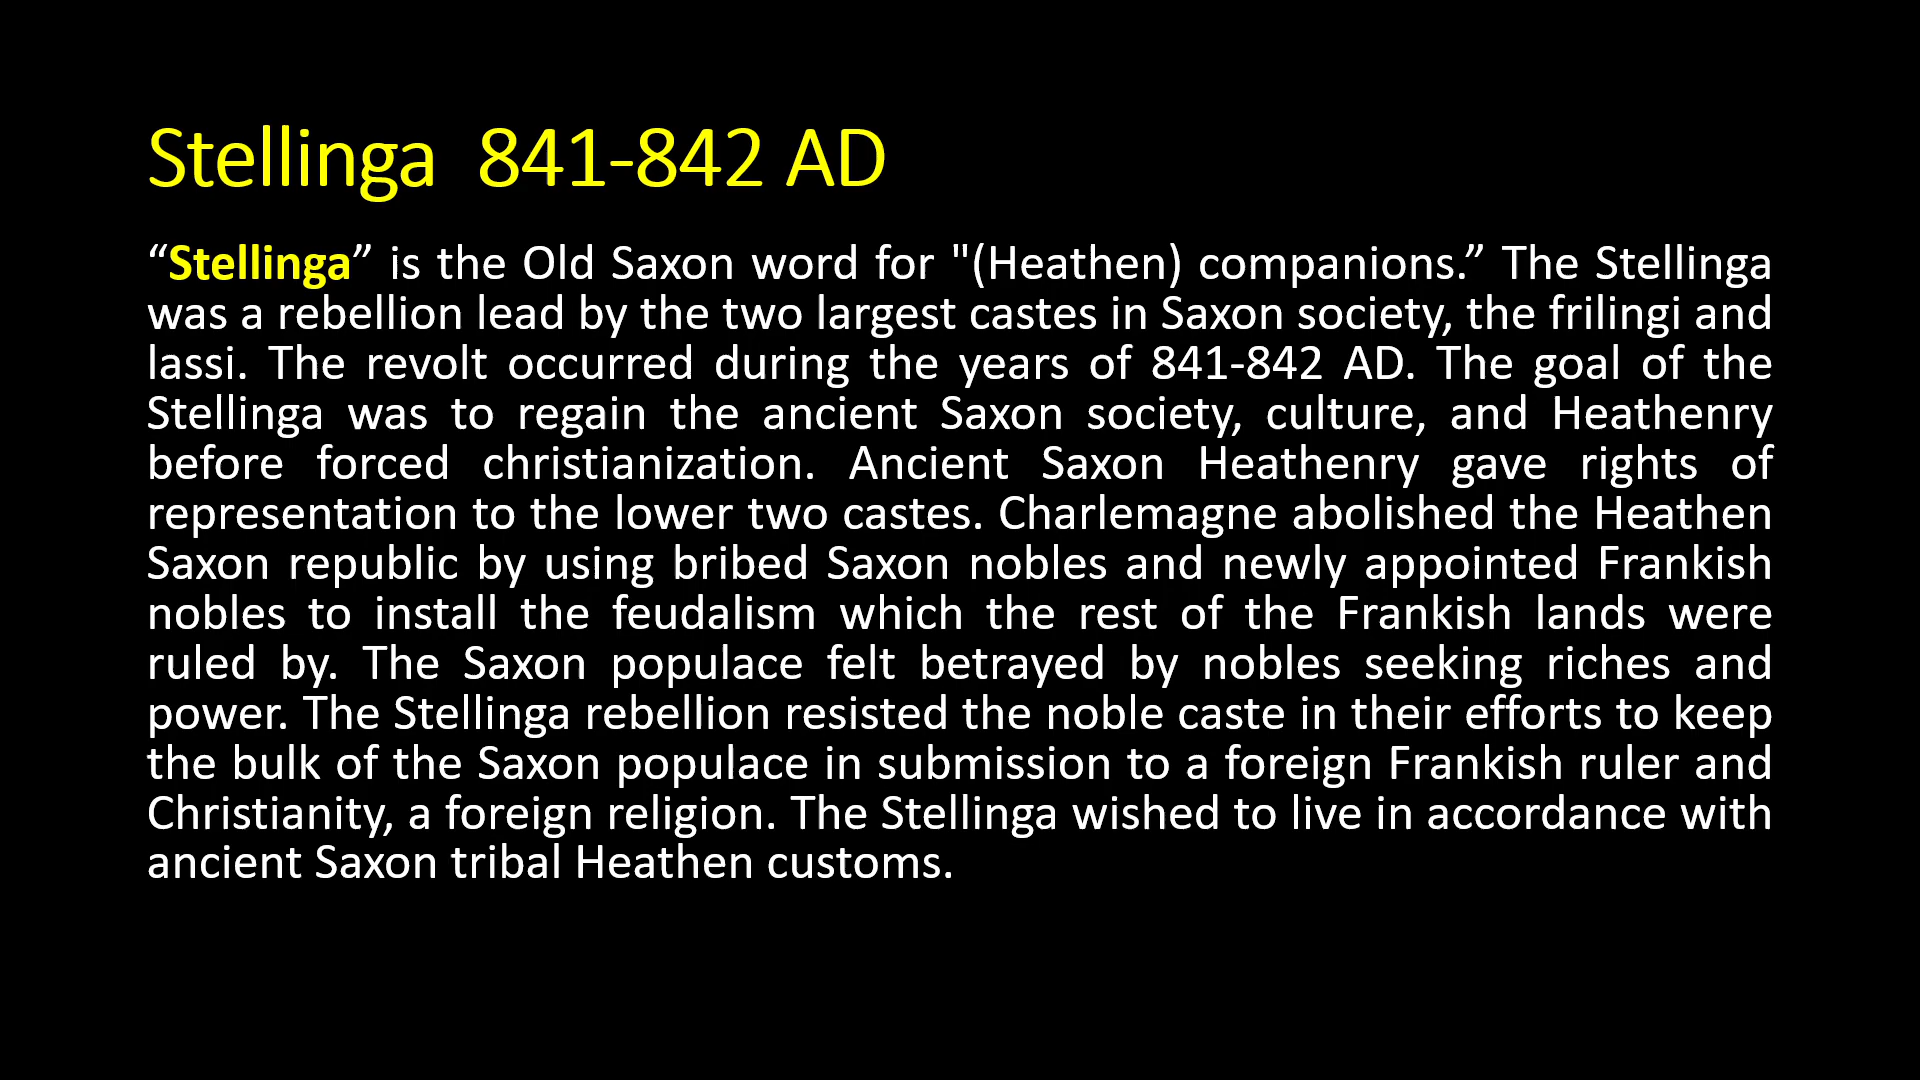 Stellinga  841-842 AD
“Stellinga” is the Old Saxon word for "(Heathen) companions.” The Stellinga
was a rebellion lead by the two largest castes in Saxon society, the frilingi and
lassi. The revolt occurred during the years of 841-842 AD. The goal of the
Stellinga was to regain the ancient Saxon society, culture, and Heathenry
before forced christianization. Ancient Saxon Heathenry gave rights of
representation to the lower two castes. Charlemagne abolished the Heathen
Saxon republic by using bribed Saxon nobles and newly appointed Frankish
nobles to install the feudalism which the rest of the Frankish lands were
ruled by. The Saxon populace felt betrayed by nobles seeking riches and
power. The Stellinga rebellion resisted the noble caste in their efforts to keep
the bulk of the Saxon populace in submission to a foreign Frankish ruler and
Christianity, a foreign religion. The Stellinga wished to live in accordance with
ancient Saxon tribal Heathen customs.